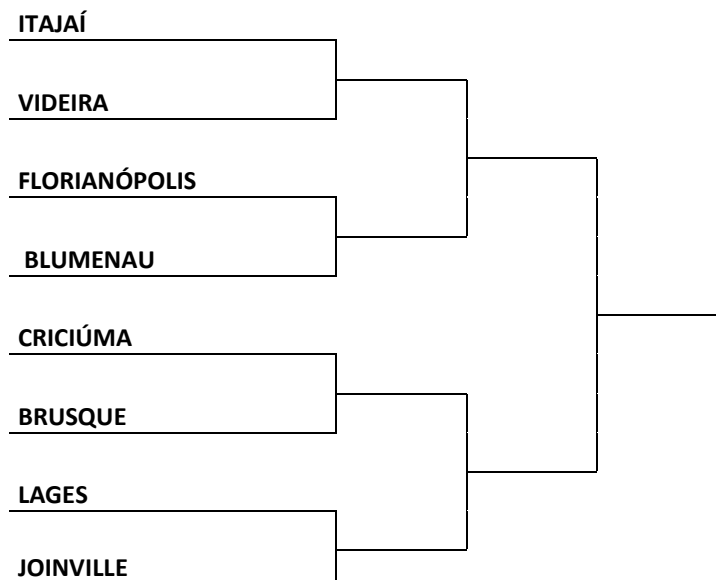 ITAJAÍ
VIDEIRA
FLORIANÓPOLIS
BLUMENAU
CRICIÚMA
BRUSQUE
LAGES
JOINVILLE